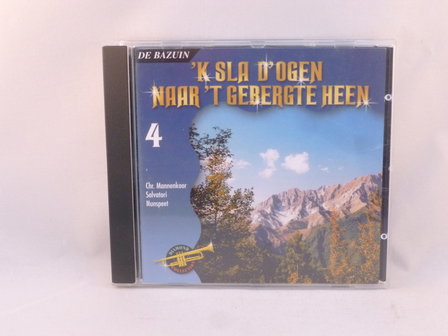 DE BAZUIN
'K SLA D'OGEN
NAAR 'T GEBERGTE HEEN
4
Chr. Mannenkoor
Salvatori
Nunspeet